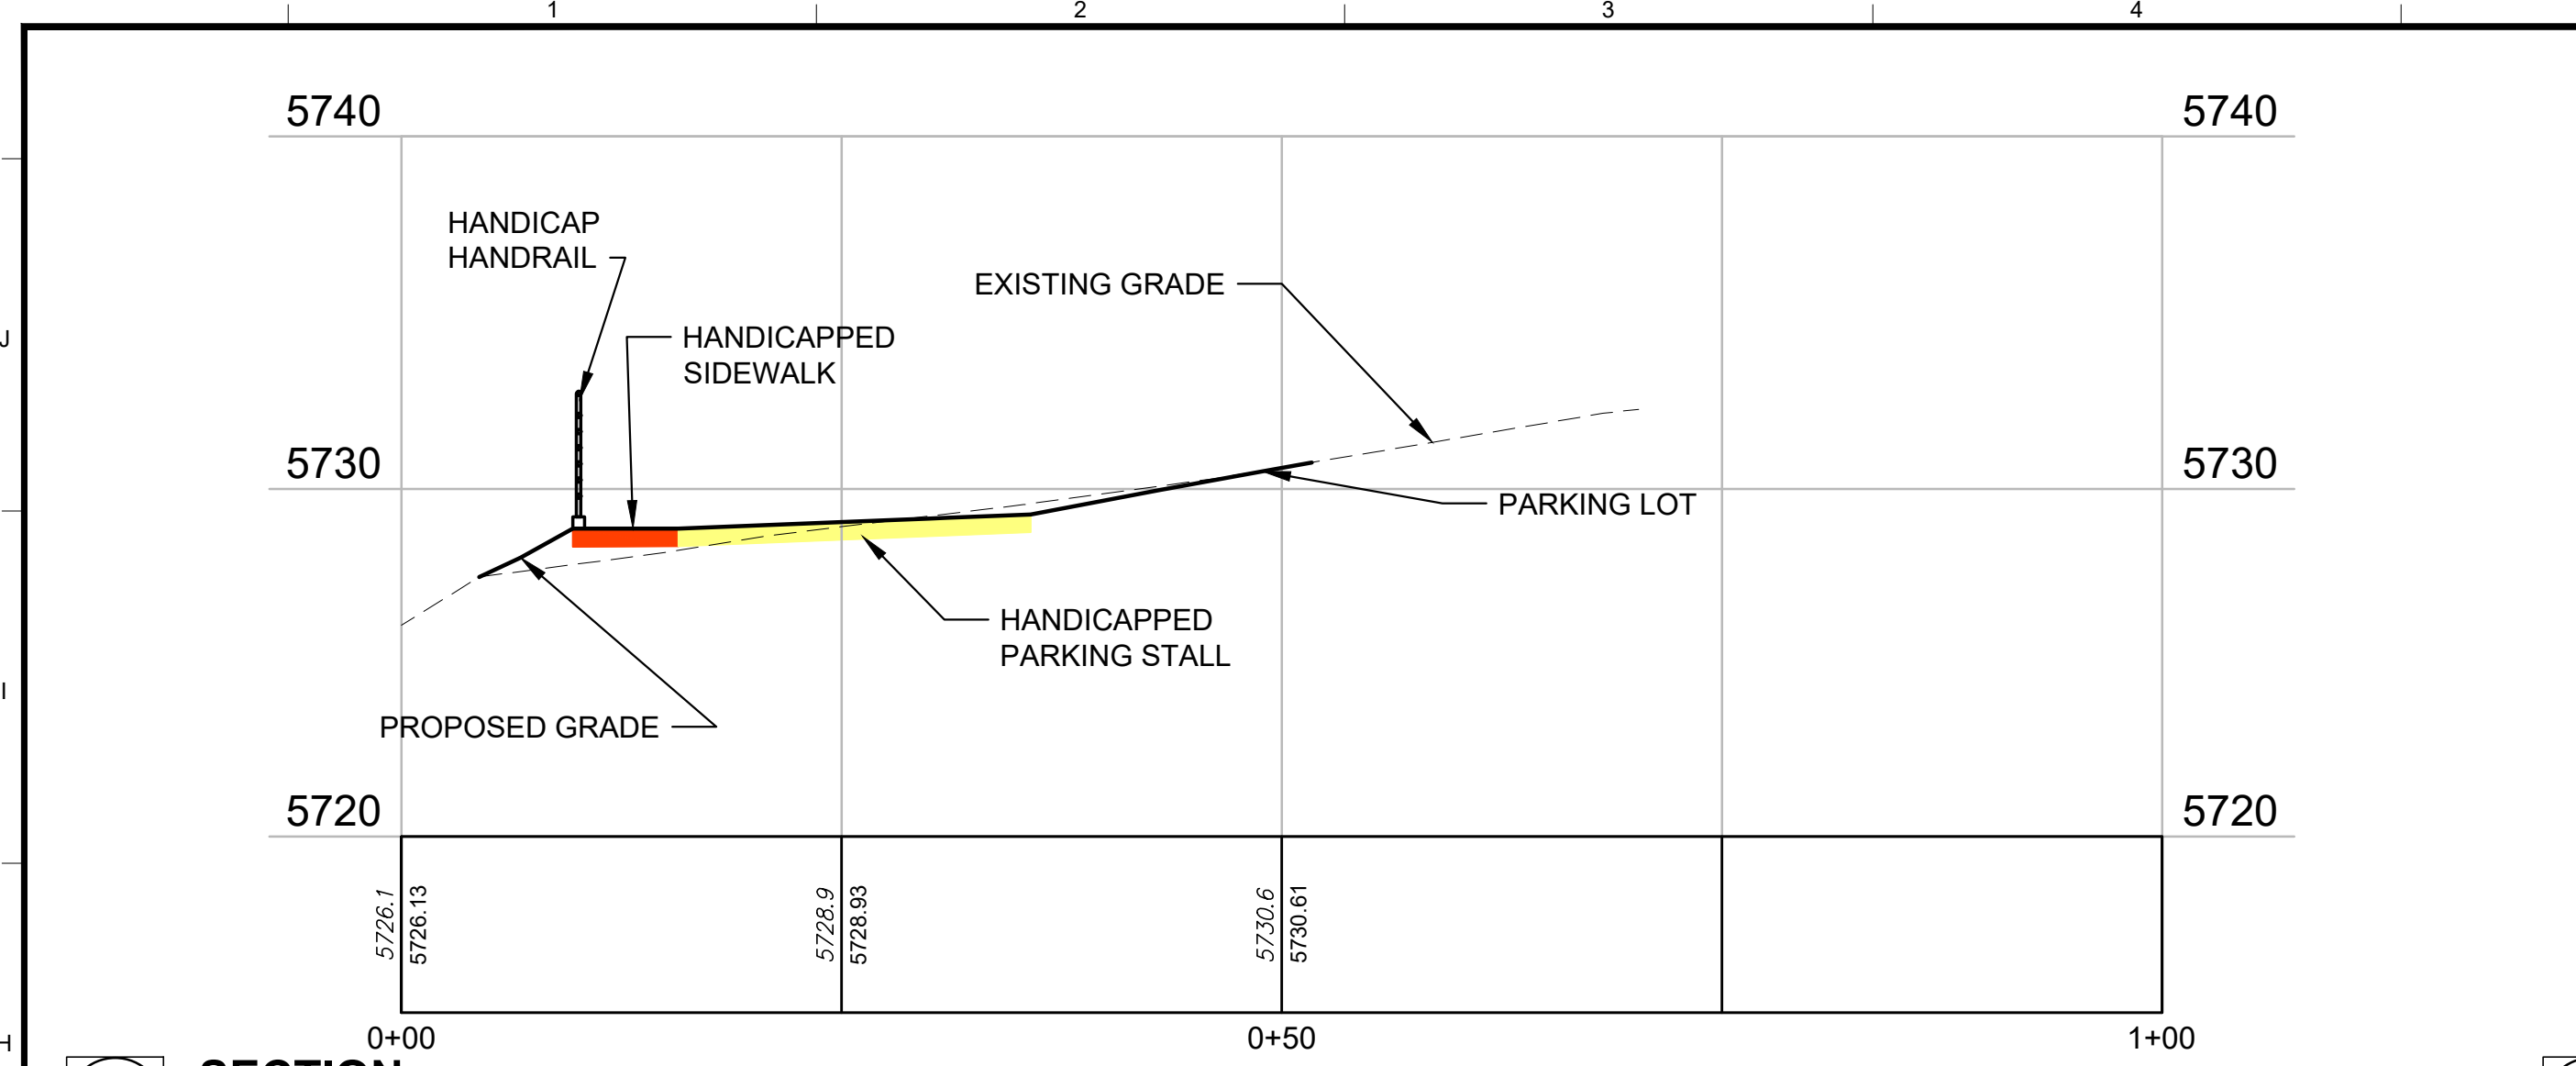 1 2 3 4
5740 5740
HANDICAP
HANDRAIL
EXISTING GRADE
J
HANDICAPPED
SIDEWALK
5730 5730
PARKING LOT
HANDICAPPED
PARKING STALL
I
PROPOSED GRADE
5720 5720
5726.1
5726.13
5728.9
5728.93
5730.6
5730.61
H
0+00 0+50 1+00
SECTION